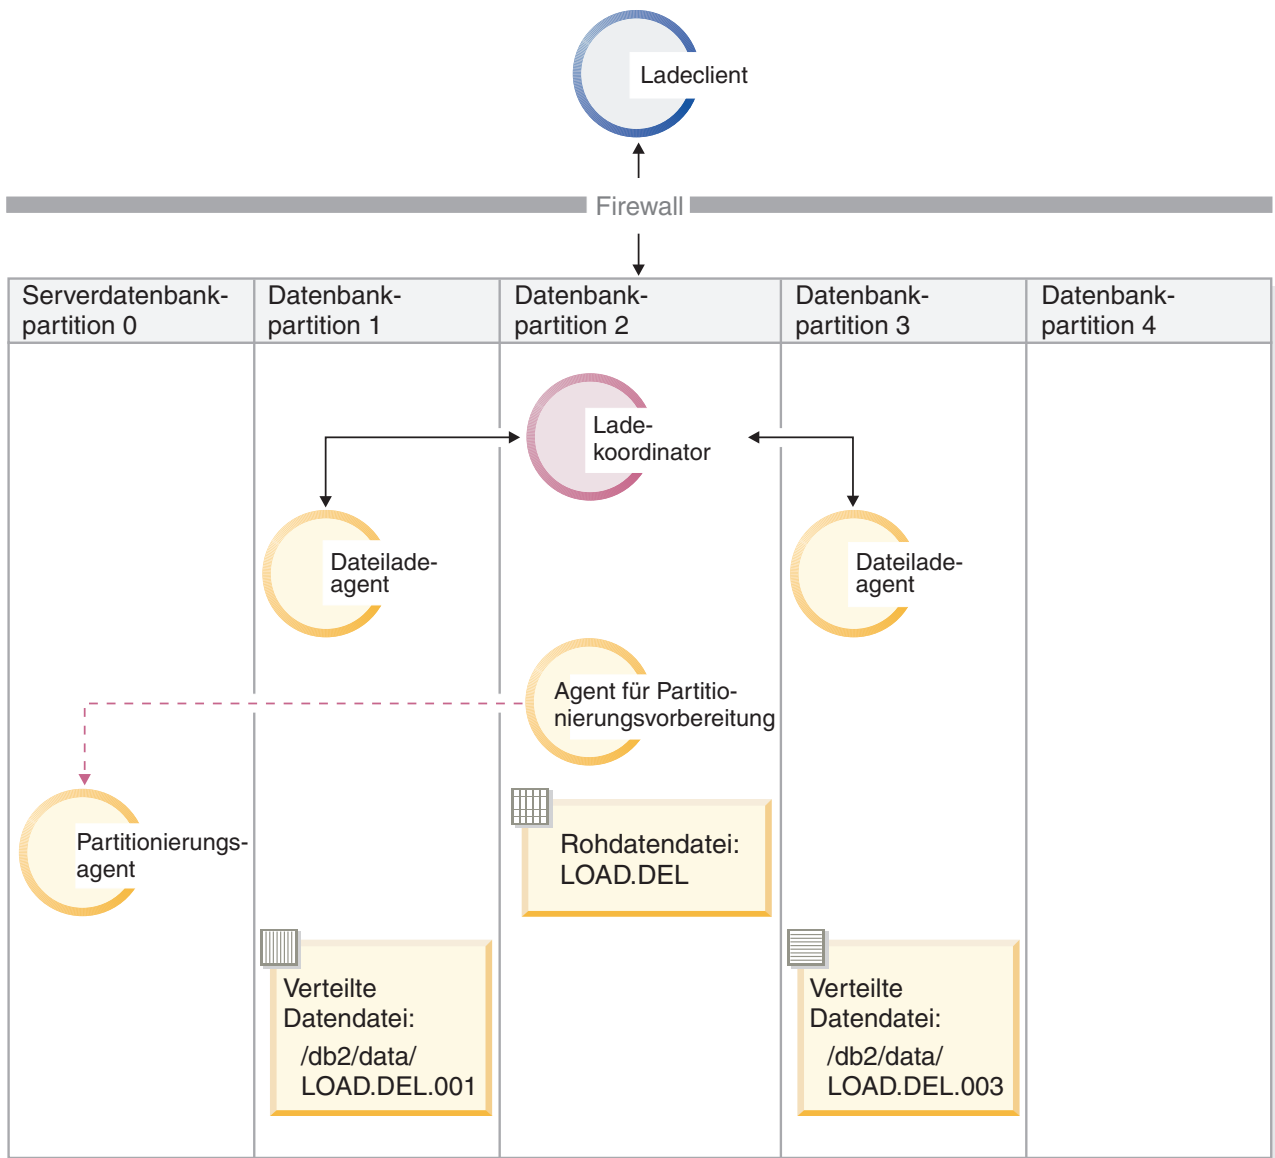 Ladeclient
Firewall
Serverdatenbank-
partition 0
Datenbank-
partition 1
Datenbank-
partition 2
Datenbank-
partition 3
Datenbank-
partition 4
Lade-
koordinator
Dateilade-
agent
Dateilade-
agent
Agent für Partitio-
nierungsvorbereitung
Partitionierungs-
agent
Rohdatendatei:
LOAD.DEL
Verteilte
Datendatei:
/db2/data/
LOAD.DEL.001
Verteilte
Datendatei:
/db2/data/
LOAD.DEL.003